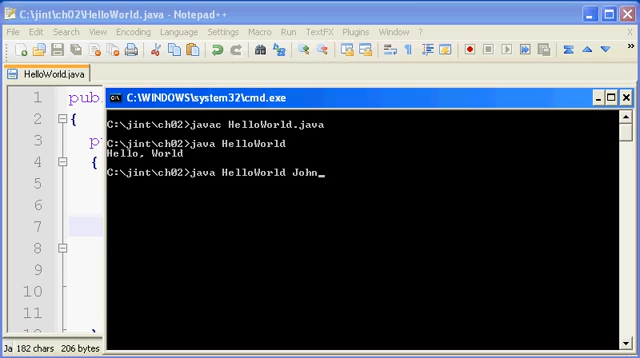 C:\jint\ch02\HelloWorld.java - Notepad++
File Edit Search View Encoding Language Settings Macro Run TextFX Plugins Window ? X
HelloWorld.java
C:\WINDOWS\system32\cmd.exe
1 pub
2 {
3 p
4 {
5
6
7
8
9
10
11
C:\jint\ch02>javac HelloWorld.java
C:\jint\ch02>java HelloWorld
Hello, World
C:\jint\ch02>java HelloWorld John_
Ja 182 chars 206 bytes